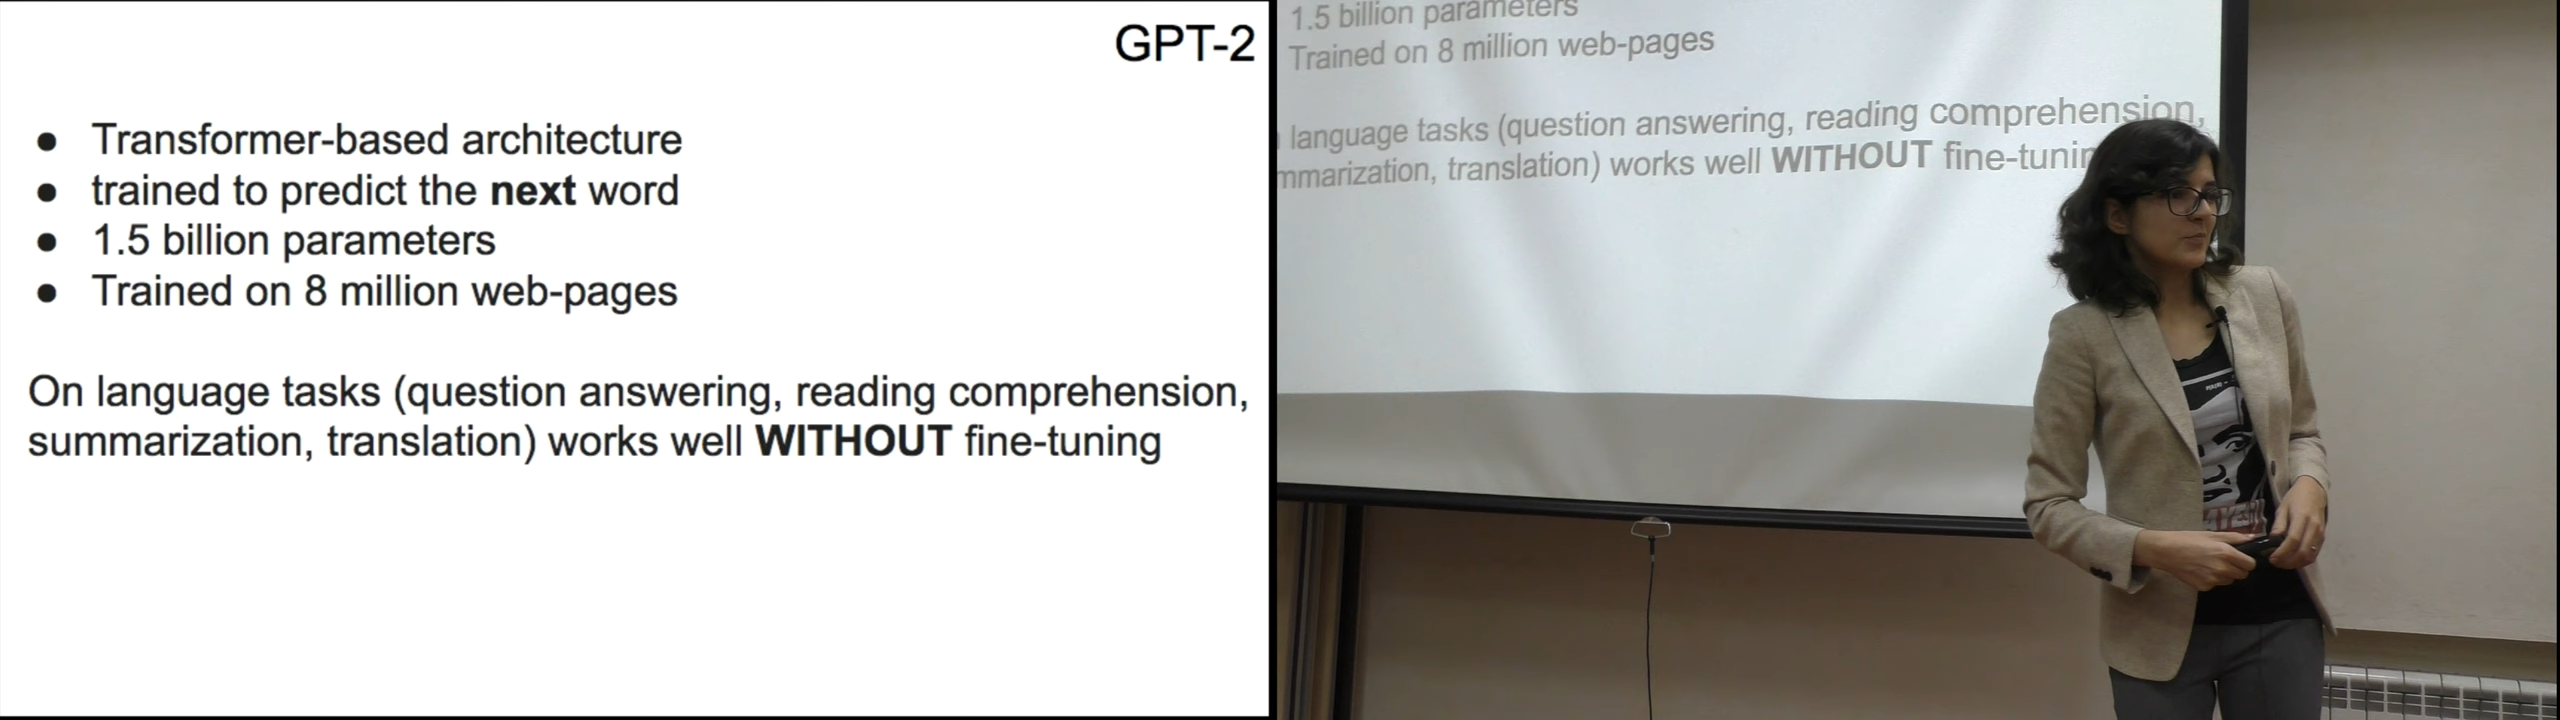 GPT-2
● Transformer-based architecture
● trained to predict the next word
● 1.5 billion parameters
● Trained on 8 million web-pages
On language tasks (question answering, reading comprehension,
summarization, translation) works well WITHOUT fine-tuning
1.5 billion parameters
Trained on 8 million web-pages
language tasks (question answering, reading comprehension,
mmarization, translation) works well WITHOUT fine-tunin